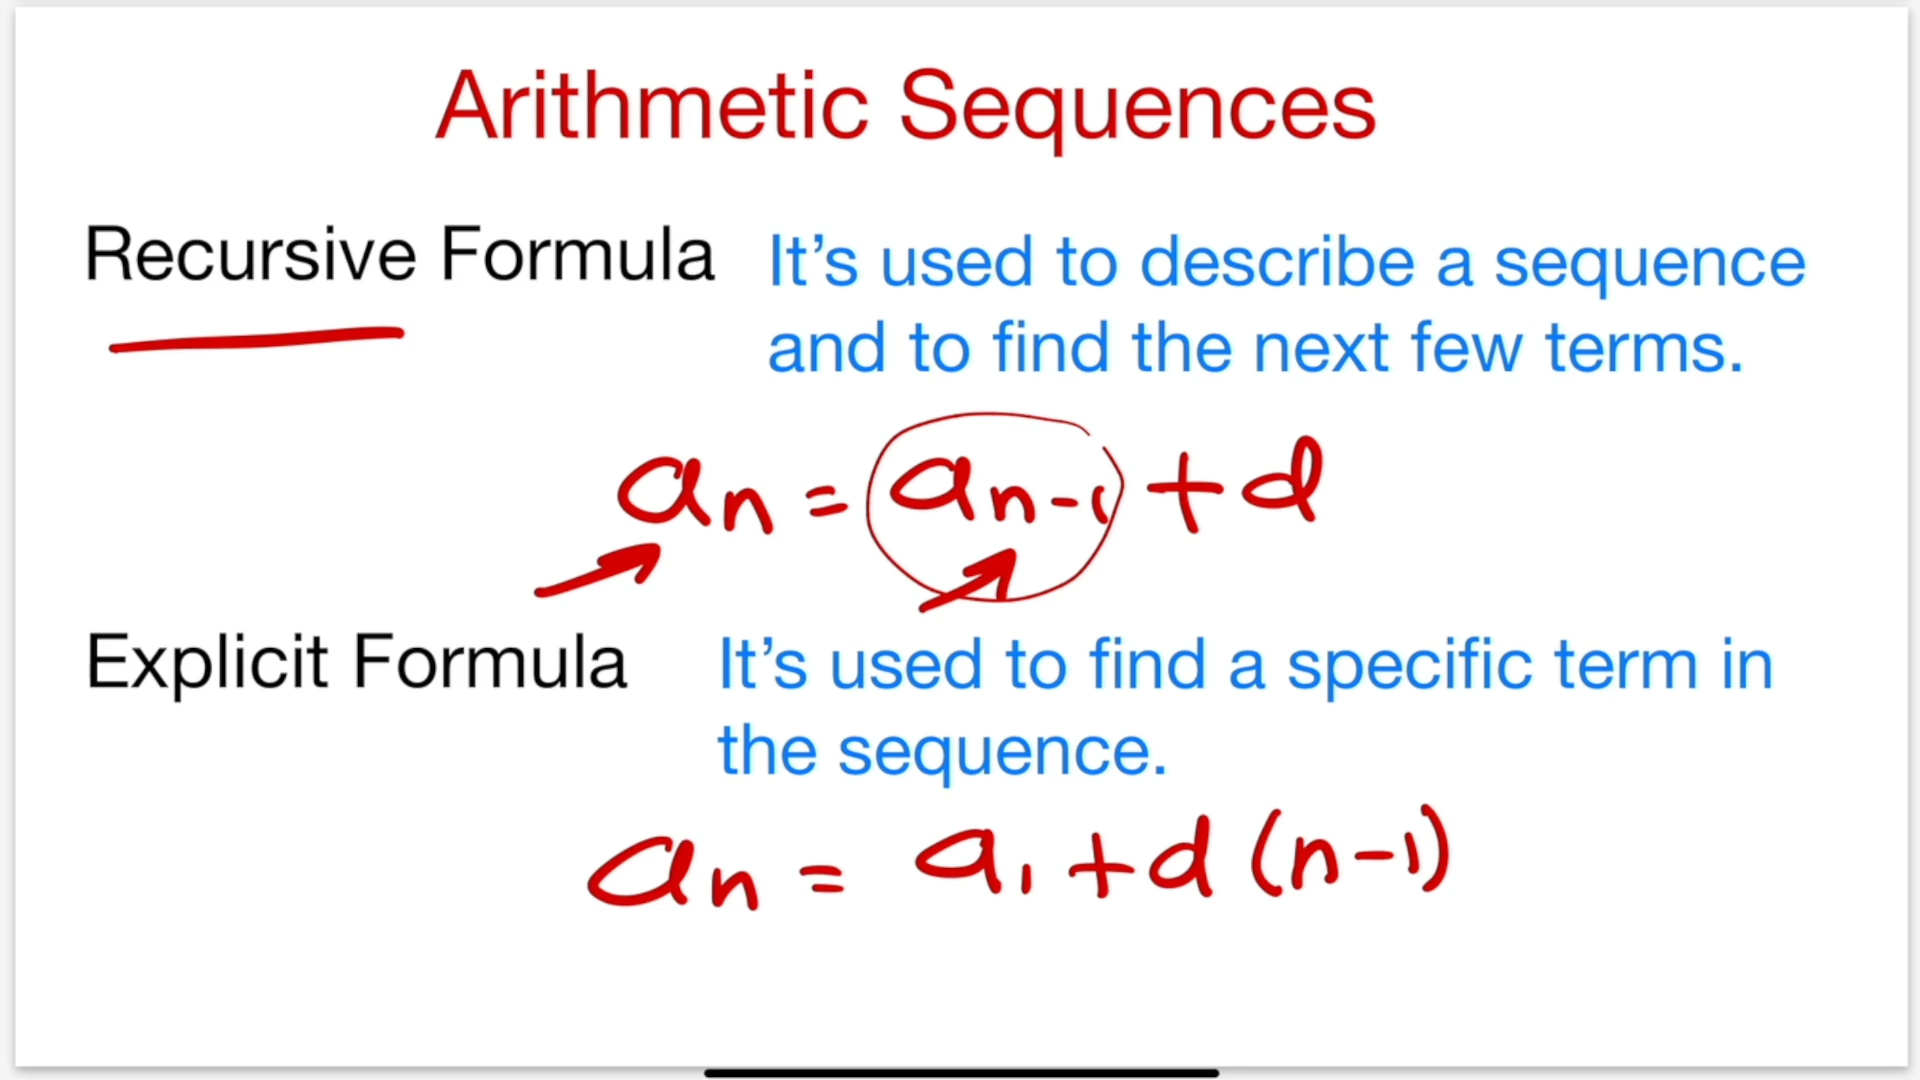 Arithmetic Sequences
Recursive Formula
It’s used to describe a sequence
and to find the next few terms.
aₙ = aₙ₋₁ + d
Explicit Formula
It’s used to find a specific term in
the sequence.
aₙ = a₁ + d (n-1)